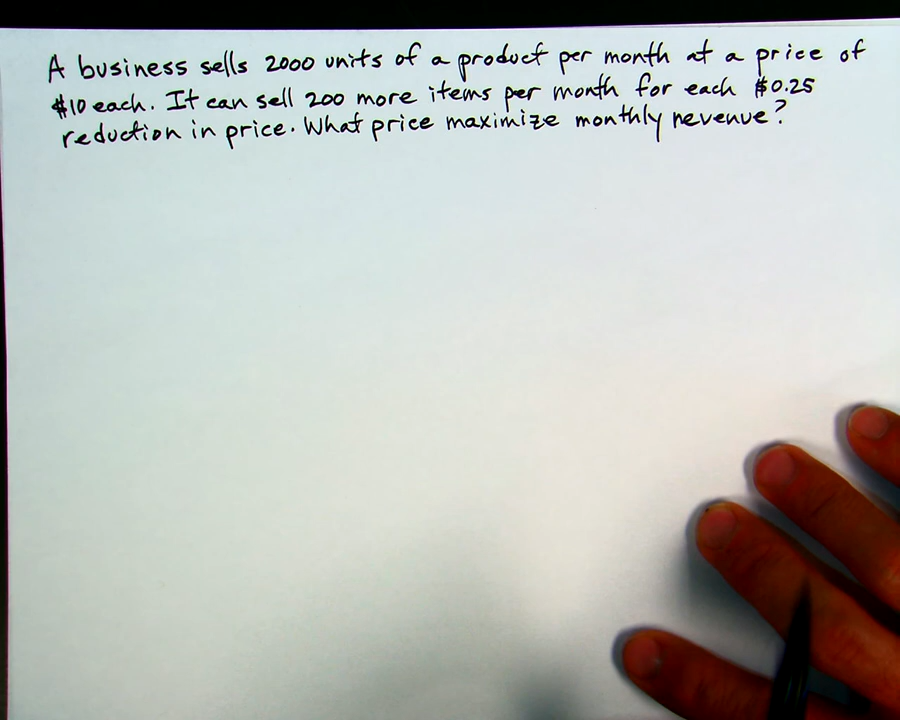 A business sells 2000 units of a product per month at a price of
$10 each. It can sell 200 more items per month for each $0.25
reduction in price. What price maximize monthly revenue?